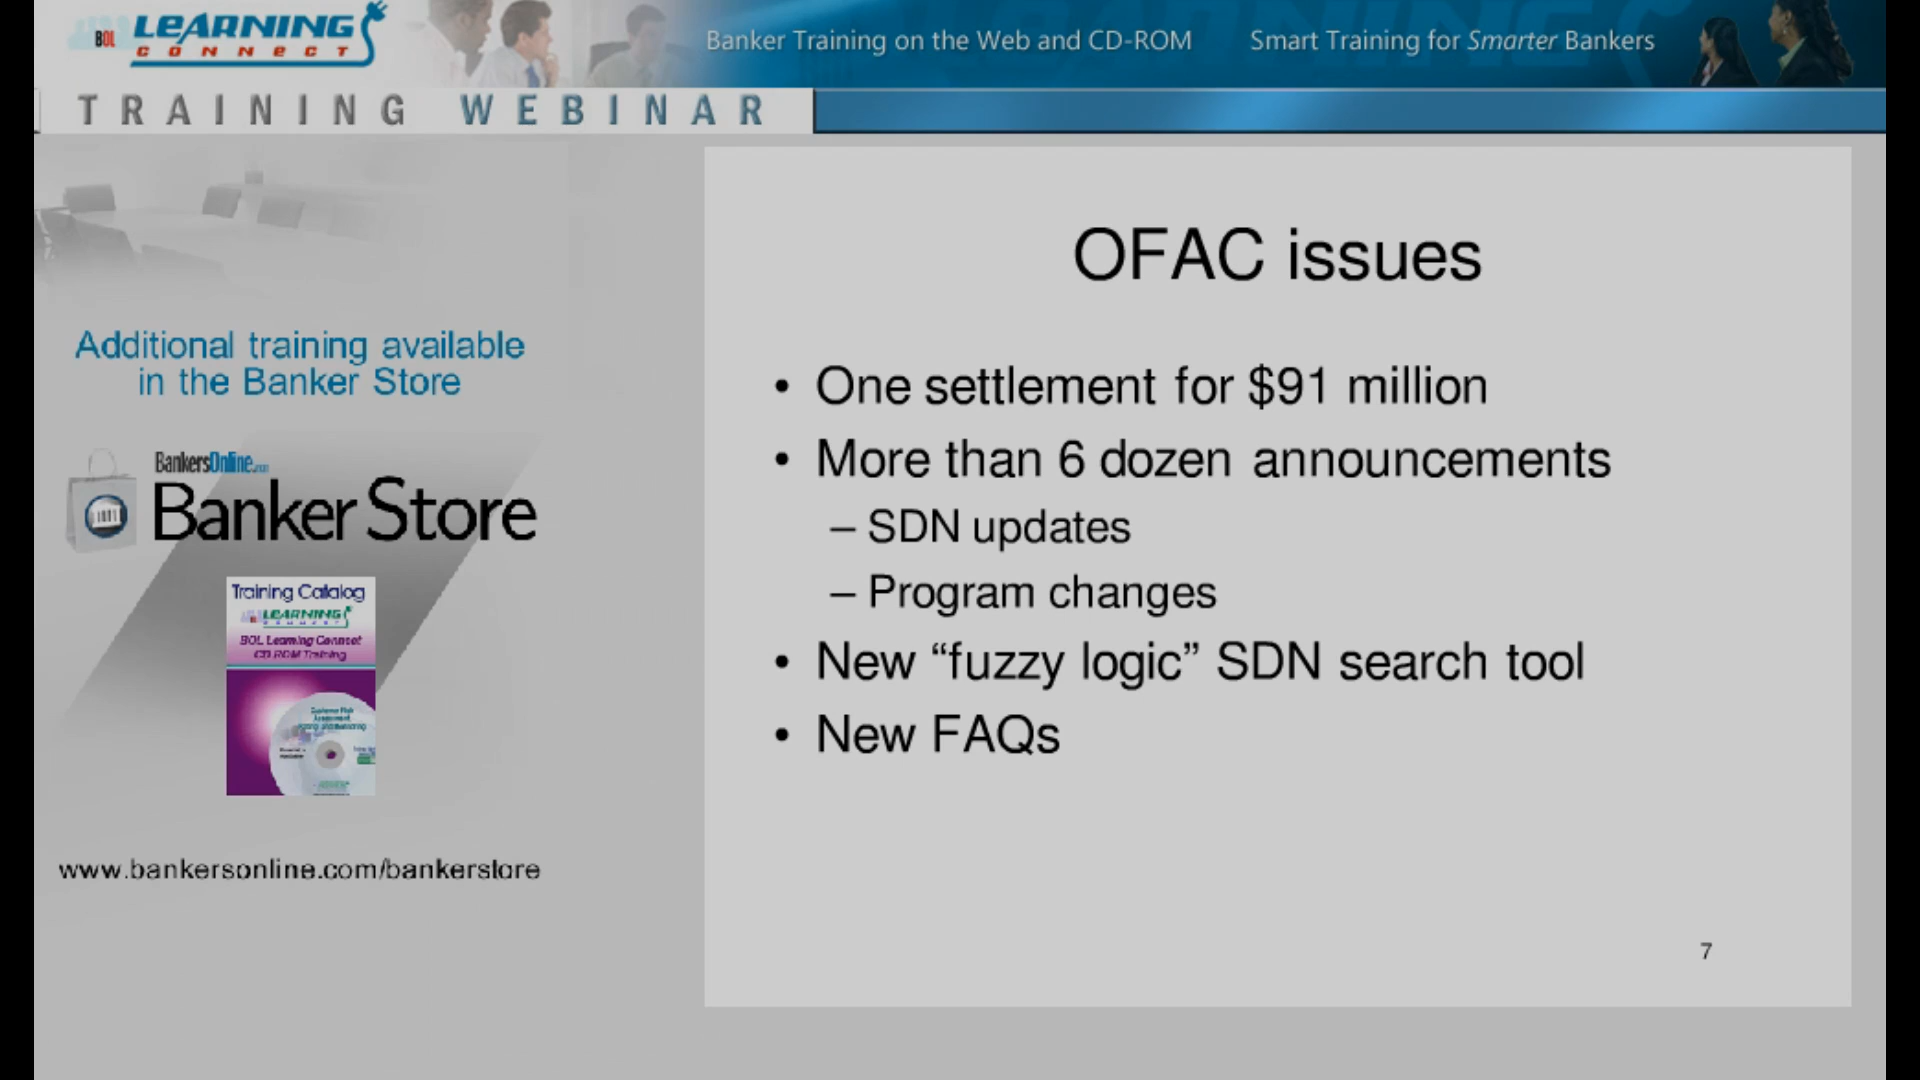 BOL LEARNING
CONNECT
Banker Training on the Web and CD-ROM
Smart Training for Smarter Bankers
TRAINING WEBINAR
Additional training available
in the Banker Store
BankersOnline.com
Banker Store
Training Catalog
LEARNING
CONNECT
BOL Learning Connect
CD ROM Training
www.bankersonline.com/bankerstore
OFAC issues
• One settlement for $91 million
• More than 6 dozen announcements
– SDN updates
– Program changes
• New “fuzzy logic” SDN search tool
• New FAQs
7